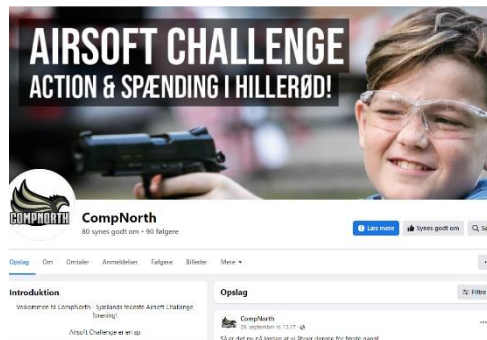 AIRSOFT CHALLENGE
ACTION & SPÆNDING I HILLERØD!
COMPNORTH
CompNorth
80 synes godt om • 90 følgere
Læs mere
Synes godt om
Opslag Om Omtaler Anmeldelser Følgere Billeder Mere
Introduktion
Velkommen til CompNorth - Sjællands fedeste Airsoft Challenge
forening!
Airsoft Challenge er en
Opslag
Filtre
CompNorth
september kl. 12.17
Så er det nu på lørdag at vi åbner dørene for første gang!